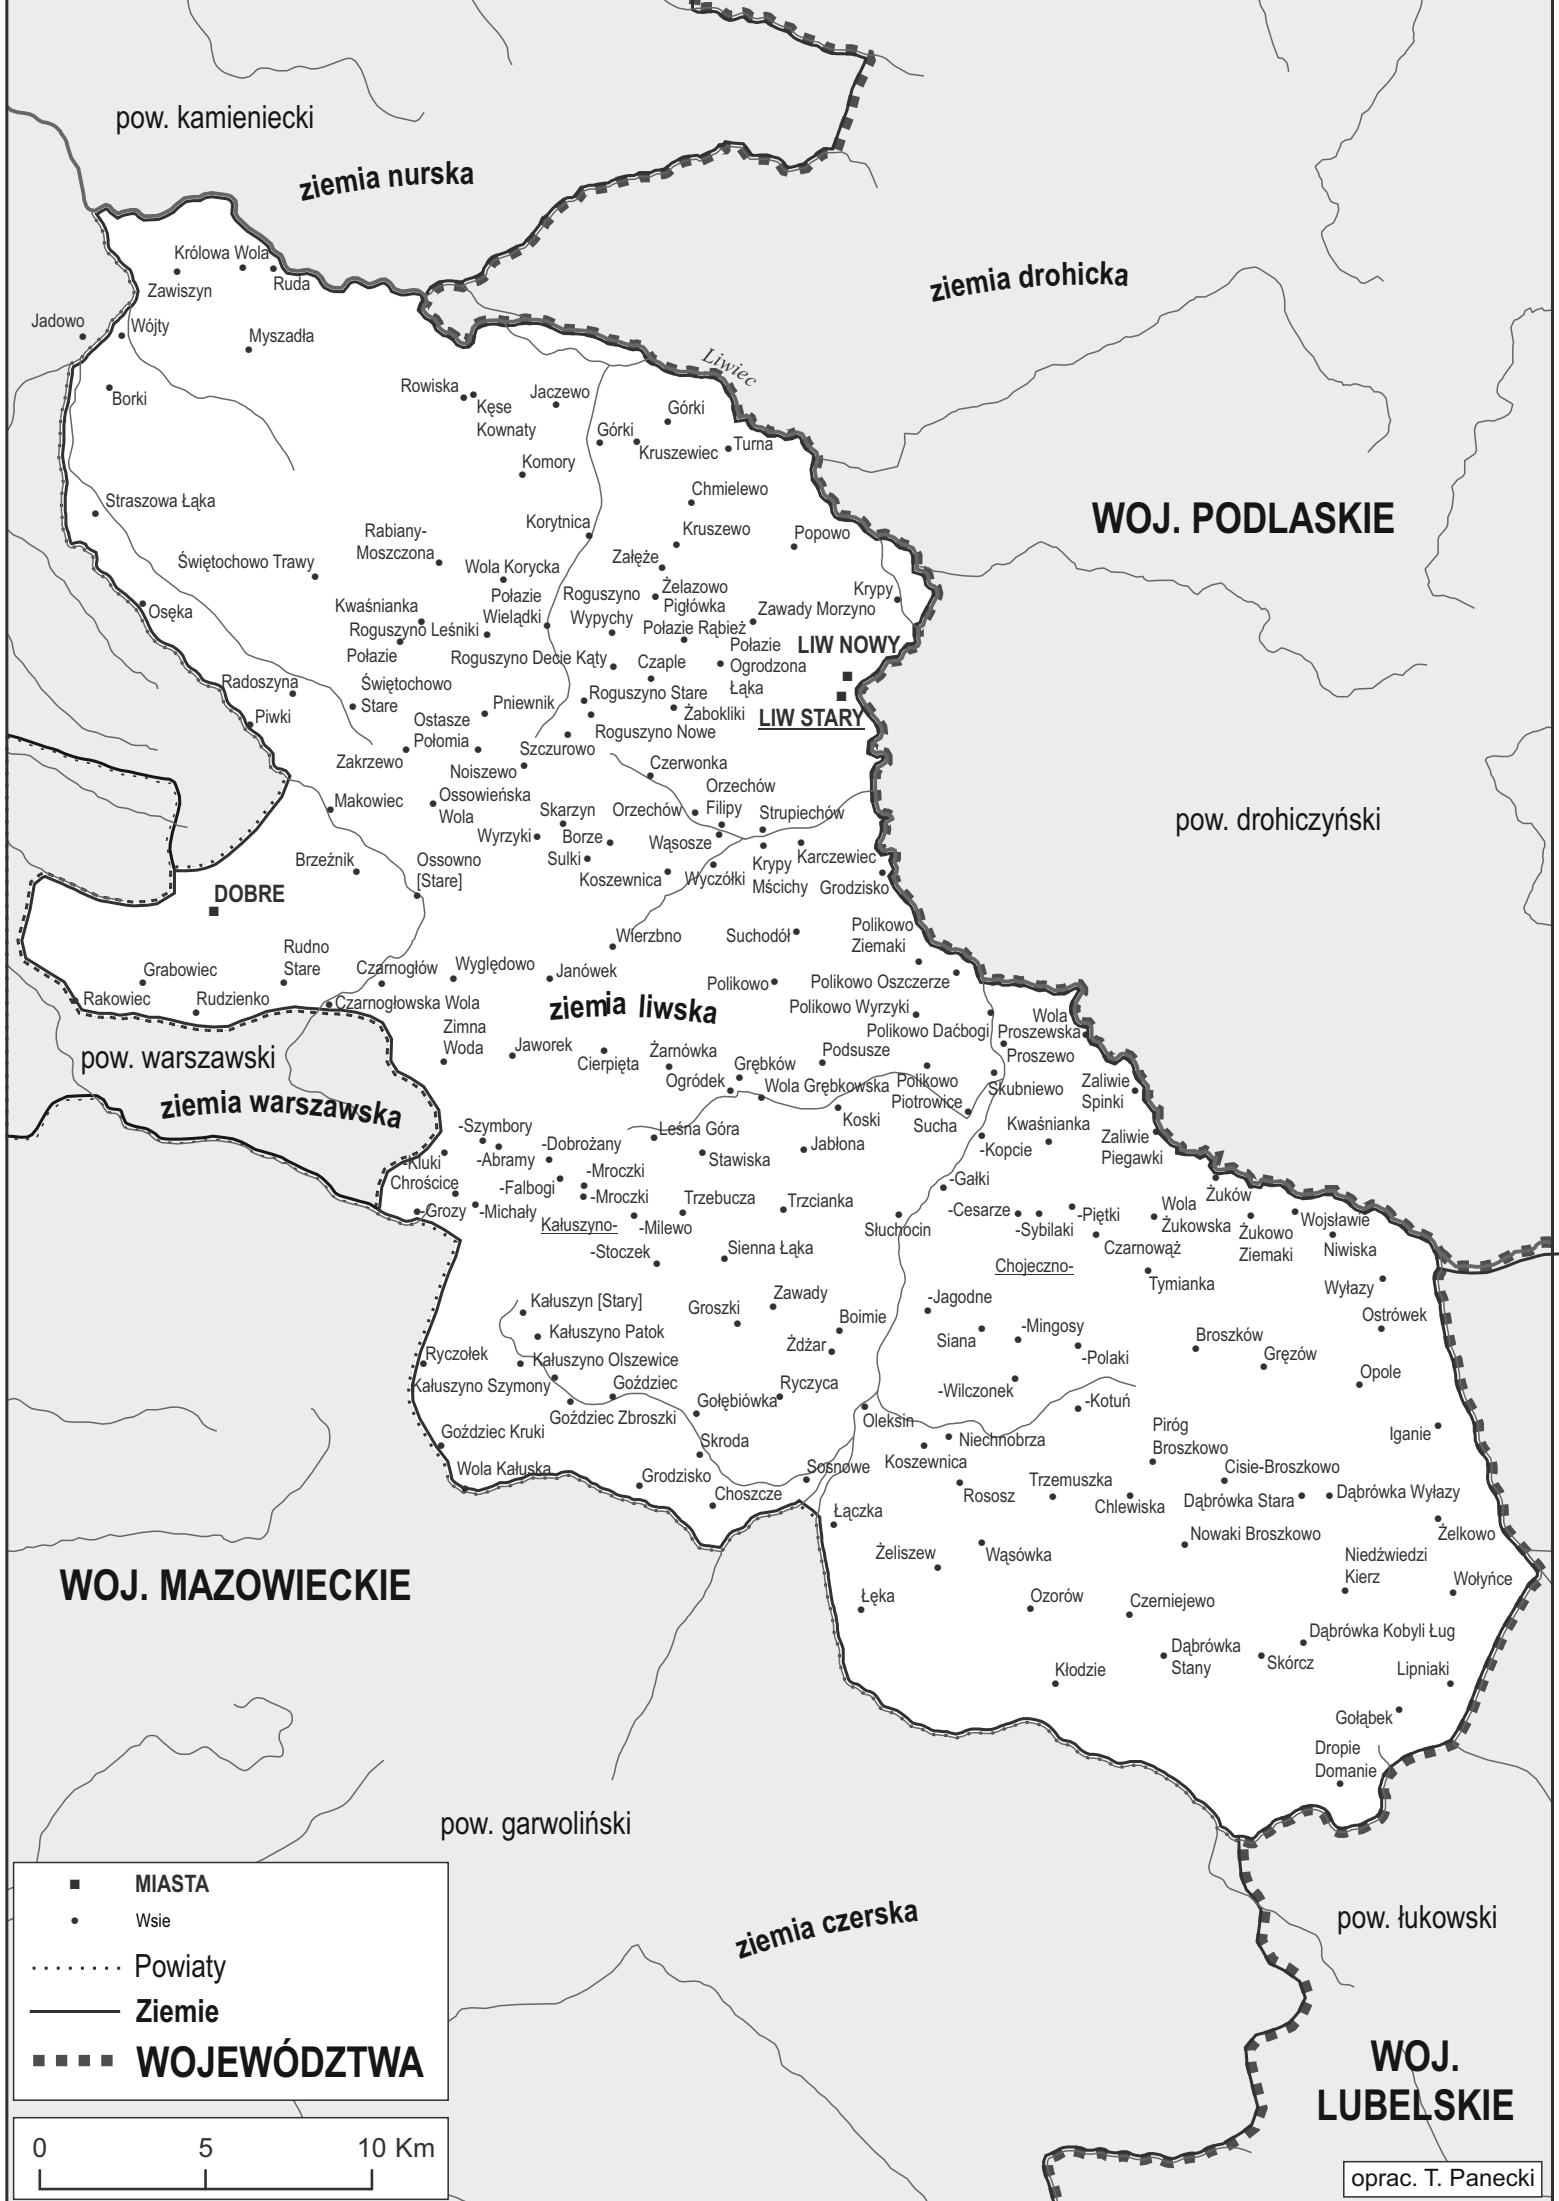 pow. kamieniecki
ziemia nurska
ziemia drohicka
Królowa Wola
Zawiszyn
Ruda
Jadowo
Wójty
Myszadła
Liwiec
Borki
Rowiska
Kęse
Kownaty
Jaczewo
Górki
Górki
Kruszewiec
Turna
Komory
Chmielewo
Straszowa Łąka
Korytnica
Kruszewo
Popowo
WOJ. PODLASKIE
Rabiany-
Moszczona
Świętochowo Trawy
Wola Korycka
Załęże
Osęka
Kwaśnianka
Połazie
Wielądki
Roguszyno
Wypychy
Żelazowo
Pigłówka
Zawady Morzyno
Krypy
Roguszyno Leśniki
Połazie Rąbież
Połazie
Roguszyno Decie Kąty
Czaple
Połazie
Ogrodzona
Łąka
LIW NOWY
Radoszyna
Świętochowo
Stare
Piwki
Pniewnik
Roguszyno Stare
Żabokliki
LIW STARY
Ostasze
Połomia
Roguszyno Nowe
Zakrzewo
Szczurowo
Noiszewo
Czerwonka
Makowiec
Ossowieńska
Wola
Skarzyn
Orzechów
Orzechów
Filipy
Strupiechów
pow. drohiczyński
Wyrzyki
Borze
Wąsosze
Brzeźnik
Ossowno
[Stare]
Sulki
Koszewnica
Wyczółki
Krypy
Mścichy
Karczewiec
Grodzisko
DOBRE
Wierzbno
Suchodół
Polikowo
Ziemaki
Rudno
Stare
Grabowiec
Czarnogłów
Wyględowo
Janówek
Polikowo
Polikowo Oszczerze
Rakowiec
Rudzienko
Czarnogłowska Wola
ziemia liwska
Polikowo Wyrzyki
Zimna
Woda
Polikowo Daćbogi
Wola
Proszewska
pow. warszawski
Jaworek
Cierpięta
Żarnówka
Grębków
Podsusze
Proszewo
Ogródek
Wola Grębkowska
Polikowo
Piotrowice
Skubniewo
Zaliwie
Spinki
ziemia warszawska
Koski
Sucha
Kwaśnianka
-Szymbory
Leśna Góra
Jabłona
-Kopcie
Zaliwie
Piegawki
-Abramy
-Dobrożany
Stawiska
-Kluki
Chrościce
-Falbogi
-Mroczki
-Mroczki
-Gałki
Żuków
-Grozy
-Michały
Trzebucza
Trzcianka
-Cesarze
-Sybilaki
-Piętki
Wola
Żukowska
Wojsławie
Kałuszyno-
-Milewo
Słuchocin
Żukowo
Ziemaki
Niwiska
-Stoczek
Sienna Łąka
Czarnowąż
Chojeczno-
Tymianka
Wyłazy
Kałuszyn [Stary]
Groszki
Zawady
Boimie
-Jagodne
Ostrówek
Kałuszyno Patok
Siana
-Mingosy
Broszków
Ryczołek
Kałuszyno Olszewice
Żdżar
-Polaki
Gręzów
Kałuszyno Szymony
Goździec
Ryczyca
-Wilczonek
Opole
Gołębiówka
-Kotuń
Goździec Zbroszki
Oleksin
Goździec Kruki
Skroda
Niechnobrza
Piróg
Broszkowo
Iganie
Koszewnica
Wola Kałuska
Grodzisko
Sosnowe
Cisie-Broszkowo
Choszcze
Rososz
Trzemuszka
Chlewiska
Dąbrówka Stara
Dąbrówka Wyłazy
Łączka
Nowaki Broszkowo
Żelkowo
Żeliszew
Wąsówka
Niedźwiedzi
Kierz
WOJ. MAZOWIECKIE
Wołyńce
Łęka
Ozorów
Czerniejewo
Dąbrówka Kobyli Ług
Dąbrówka
Stany
Skórcz
Kłodzie
Lipniaki
Gołąbek
Dropie
Domanie
pow. garwoliński
MIASTA
Wsie
Powiaty
Ziemie
WOJEWÓDZTWA
ziemia czerska
pow. łukowski
WOJ.
LUBELSKIE
0 5 10 Km
oprac. T. Panecki